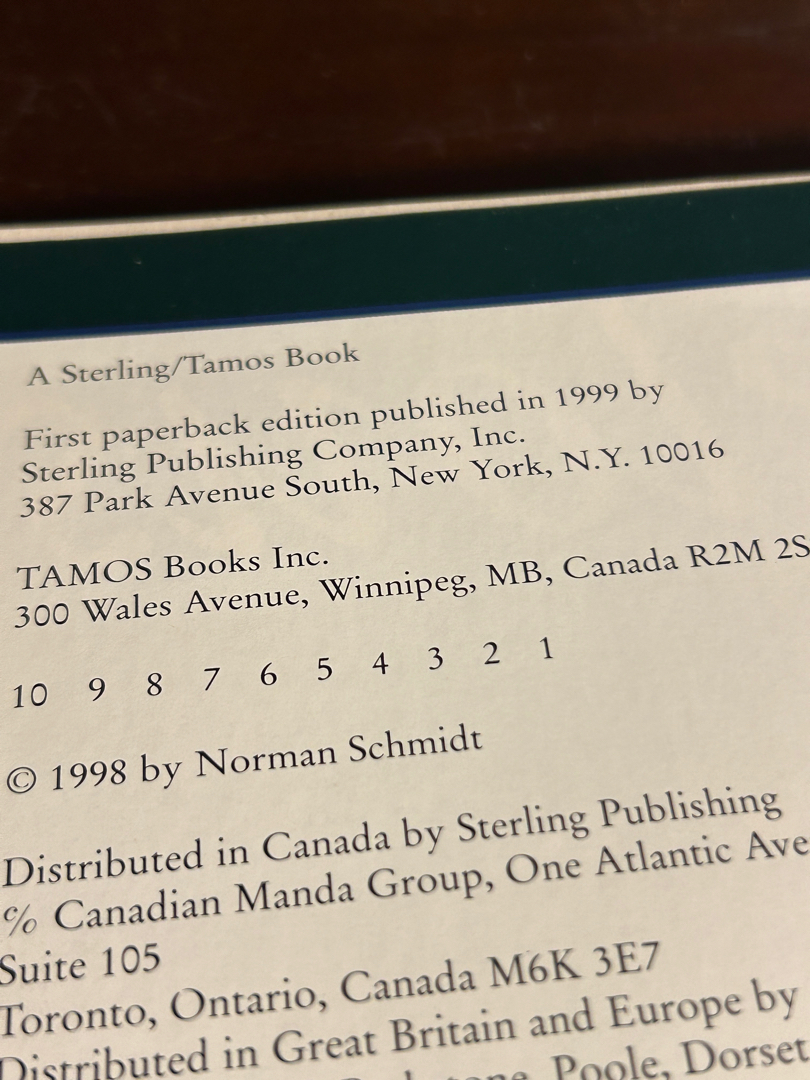 A Sterling/Tamos Book
First paperback edition published in 1999 by
Sterling Publishing Company, Inc.
387 Park Avenue South, New York, N.Y. 10016
TAMOS Books Inc.
300 Wales Avenue, Winnipeg, MB, Canada R2M 2S
10 9 8 7 6 5 4 3 2 1
© 1998 by Norman Schmidt
Distributed in Canada by Sterling Publishing
℅ Canadian Manda Group, One Atlantic Ave
Suite 105
Toronto, Ontario, Canada M6K 3E7
Distributed in Great Britain and Europe by
Poole, Dorset